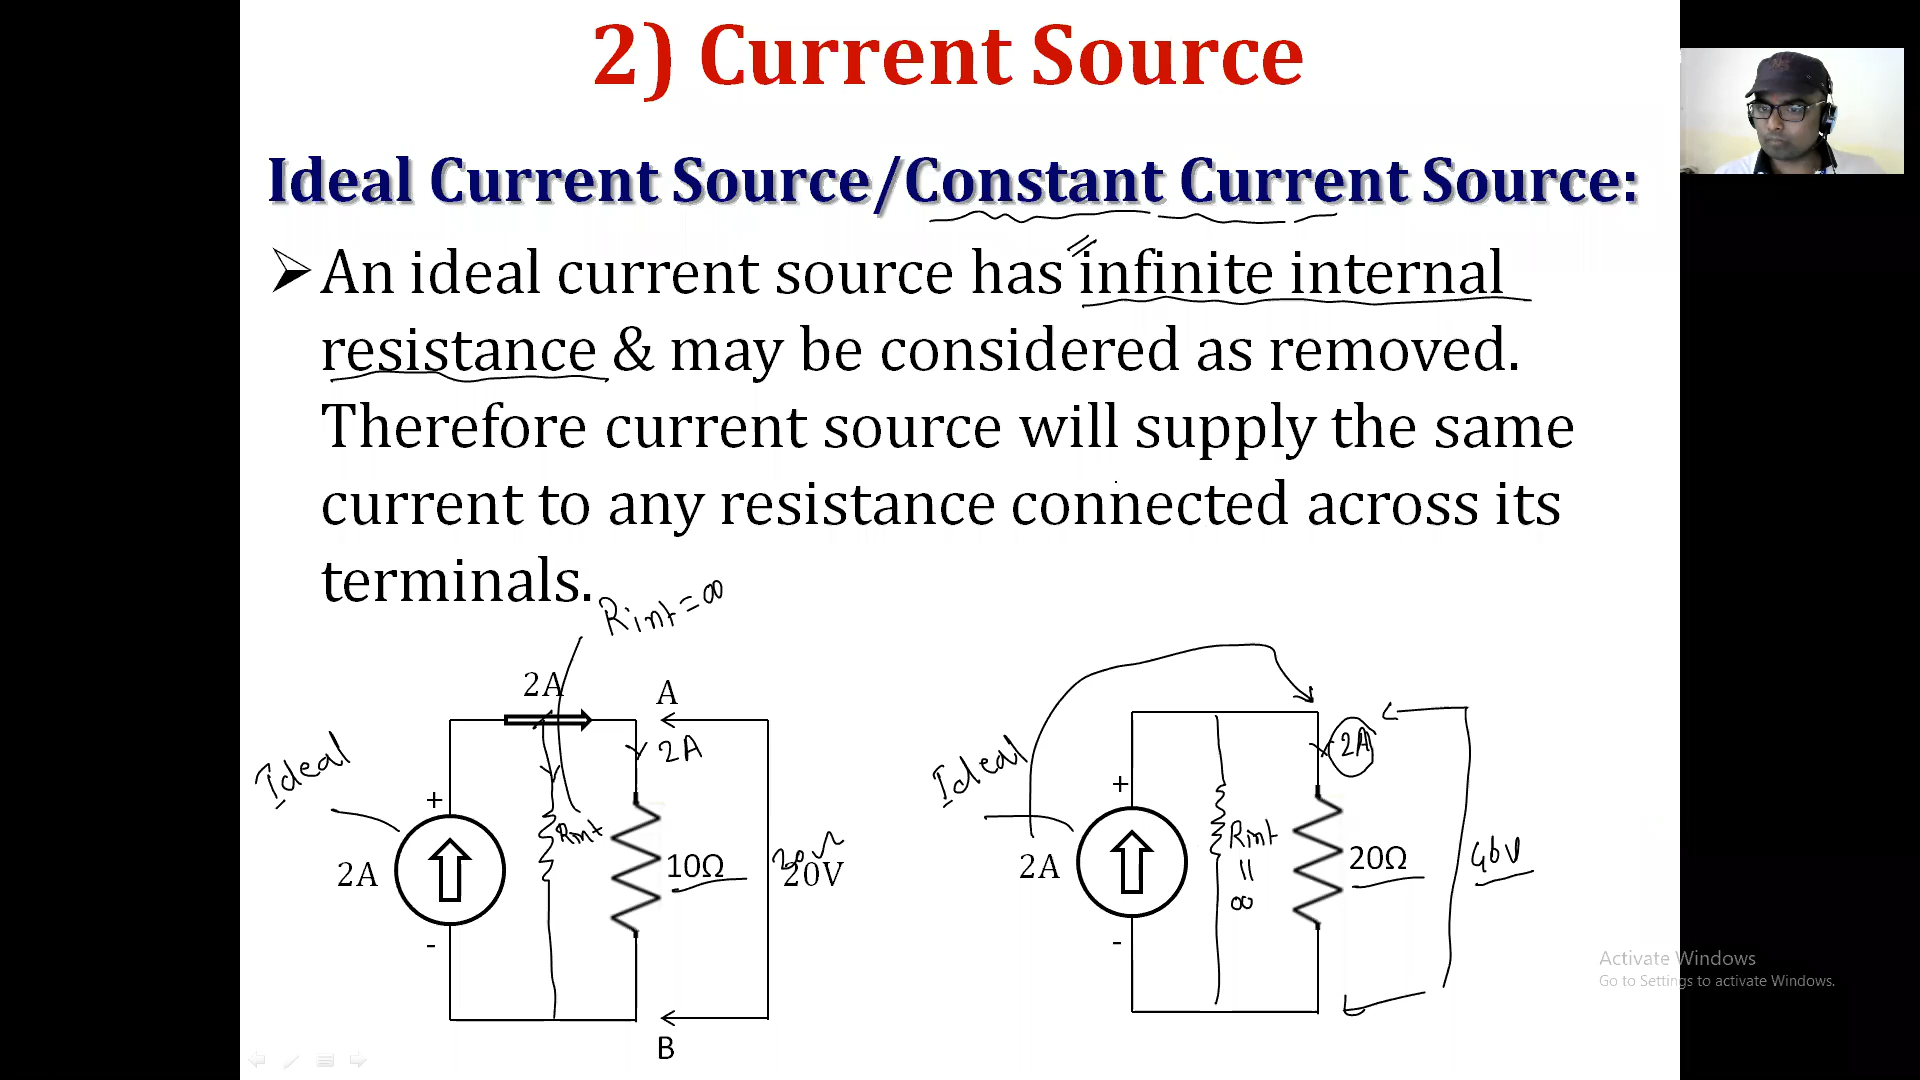 2) Current Source
Ideal Current Source/Constant Current Source:
➢An ideal current source has infinite internal
resistance & may be considered as removed.
Therefore current source will supply the same
current to any resistance connected across its
terminals.
Rint=∞
2A
A
2A
Ideal
+
Rint
2A
10Ω
20V
20V
-
B
2A
Ideal
+
Rint
=
∞
2A
20Ω
40V
-
Activate Windows
Go to Settings to activate Windows.